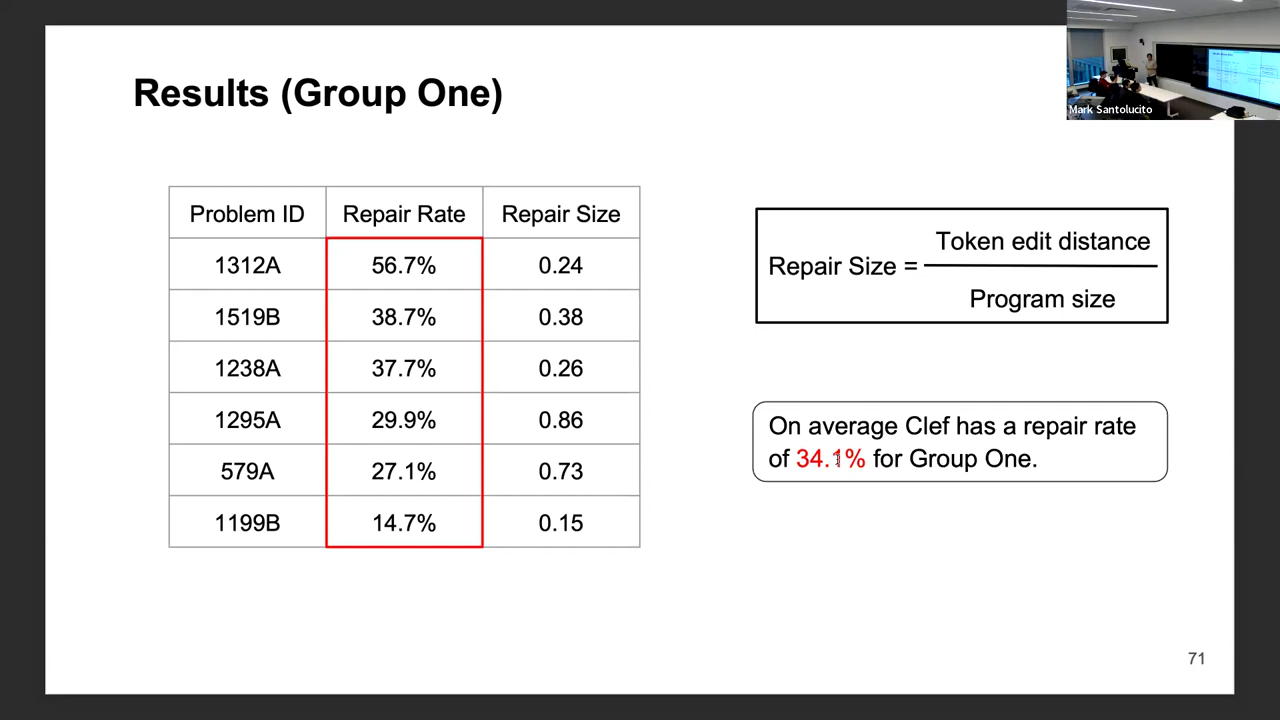 Results (Group One)
Mark Santolucito
Problem ID Repair Rate Repair Size
1312A 56.7% 0.24
1519B 38.7% 0.38
1238A 37.7% 0.26
1295A 29.9% 0.86
579A 27.1% 0.73
1199B 14.7% 0.15
Token edit distance
Repair Size =
Program size
On average Clef has a repair rate
of 34.1% for Group One.
71